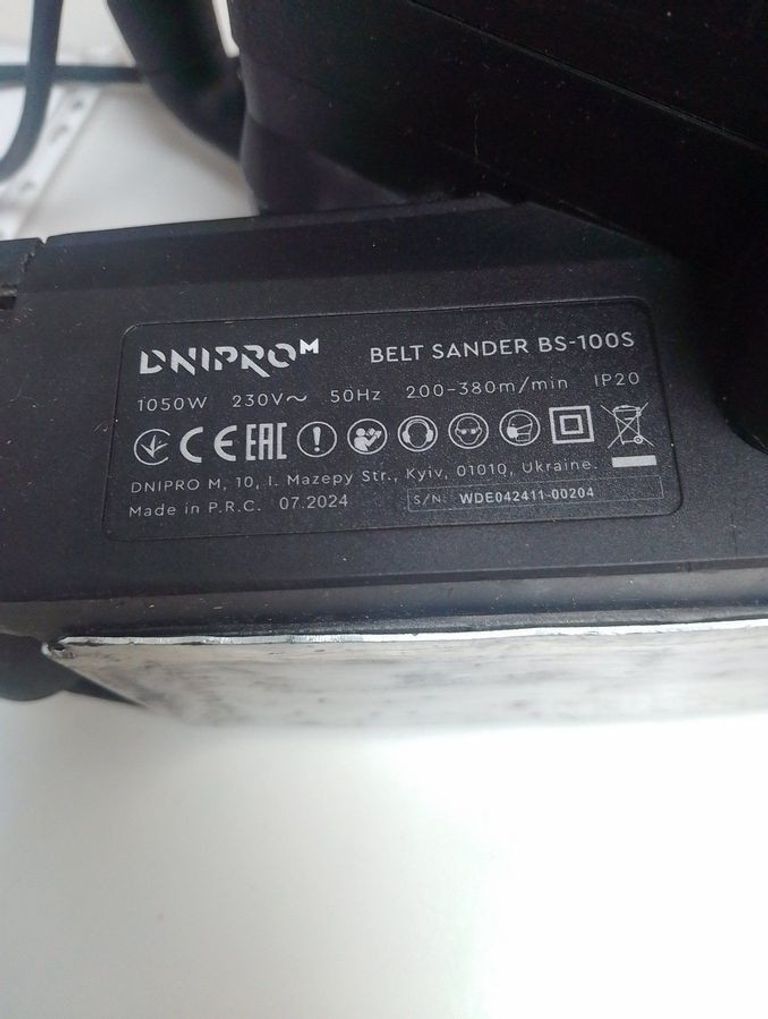 DNIPRO M
BELT SANDER BS-100S
1050W 230V~ 50Hz 200-380m/min IP20
CE EAC
DNIPRO M, 10, I. Mazepy Str., Kyiv, 01010, Ukraine.
Made in P.R.C. 07.2024
S/N: WDE042411-00204